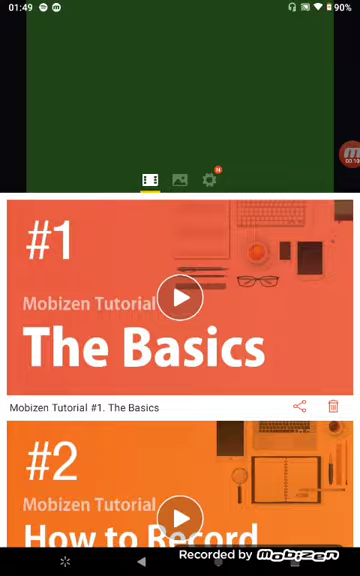 01:49
90%
#1
Mobizen Tutorial
The Basics
Mobizen Tutorial #1. The Basics
#2
Mobizen Tutorial
How to Record
Recorded by mobizen